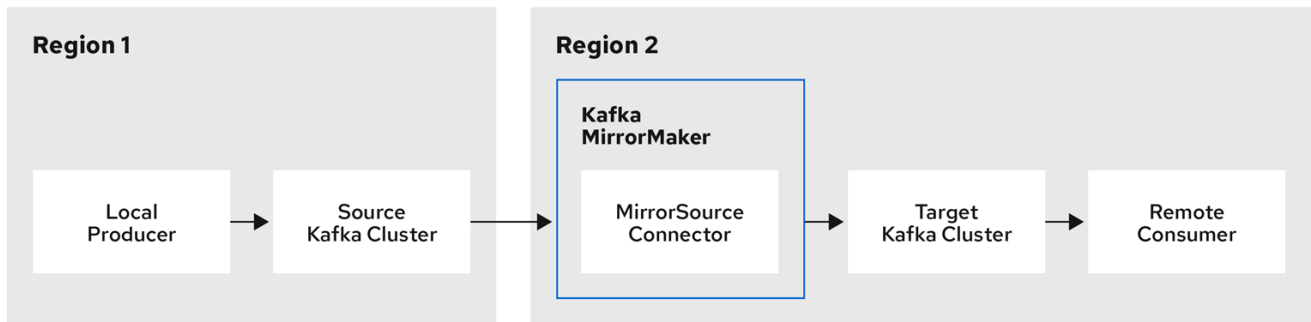 Region 1
Region 2
Kafka
MirrorMaker
Local
Producer
Source
Kafka Cluster
MirrorSource
Connector
Target
Kafka Cluster
Remote
Consumer